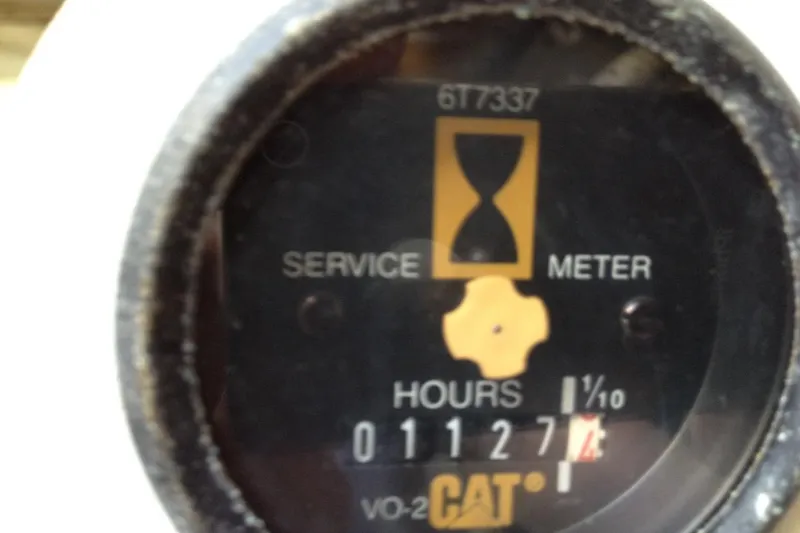 6T7337
SERVICE METER
HOURS 1/10
01127
VO-2 CAT®